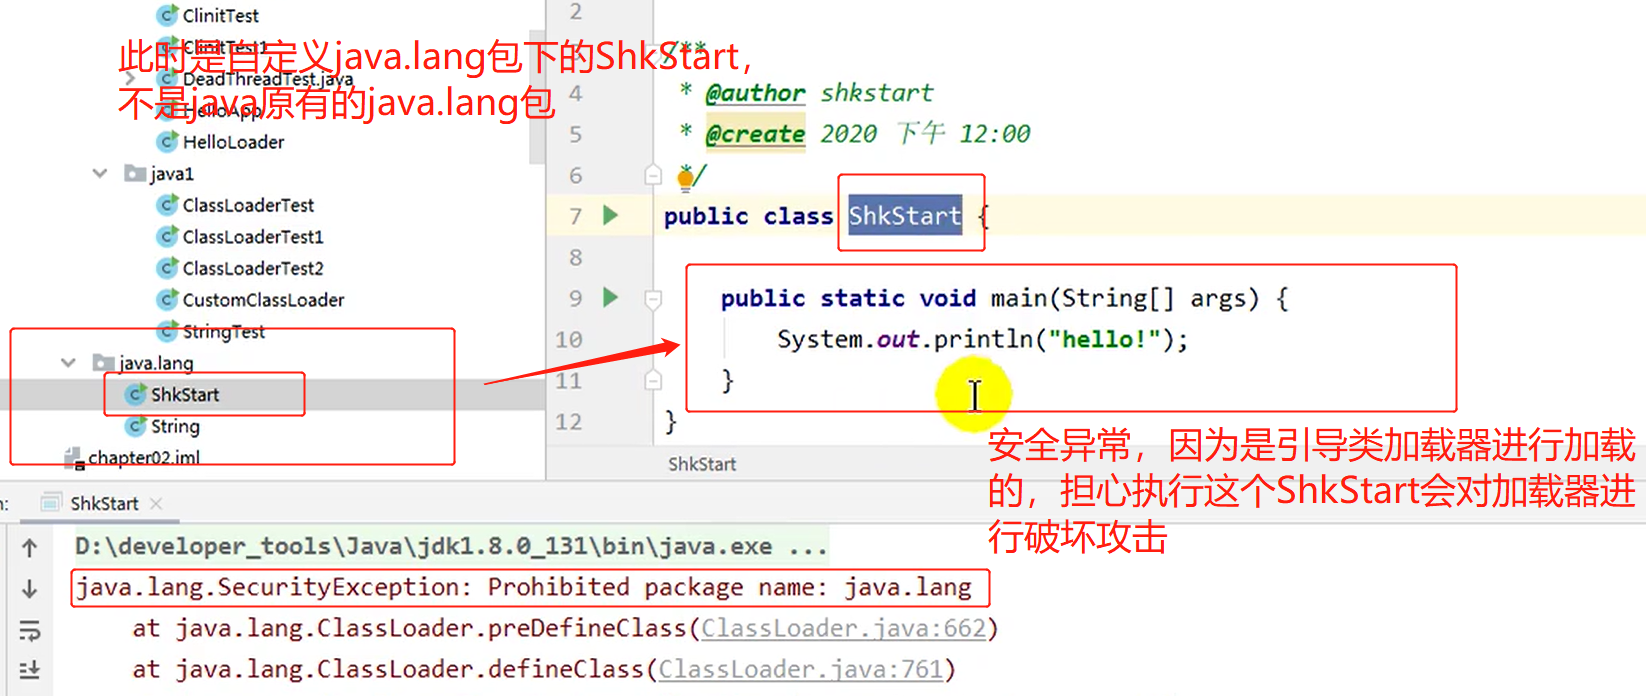 ClinitTest
ClinitTest1
此时是自定义java.lang包下的ShkStart，
DeadThreadTest.java
不是java原有的java.lang包
HelloApp
HelloLoader
java1
ClassLoaderTest
ClassLoaderTest1
ClassLoaderTest2
CustomClassLoader
StringTest
java.lang
ShkStart
String
chapter02.iml
2
/**
4 * @author shkstart
5 * @create 2020 下午 12:00
6 */
7 public class ShkStart {
8
9 public static void main(String[] args) {
10 System.out.println("hello!");
11 }
12 }
ShkStart
安全异常，因为是引导类加载器进行加载
的，担心执行这个ShkStart会对加载器进
行破坏攻击
ShkStart
D:\developer_tools\Java\jdk1.8.0_131\bin\java.exe ...
java.lang.SecurityException: Prohibited package name: java.lang
at java.lang.ClassLoader.preDefineClass(ClassLoader.java:662)
at java.lang.ClassLoader.defineClass(ClassLoader.java:761)